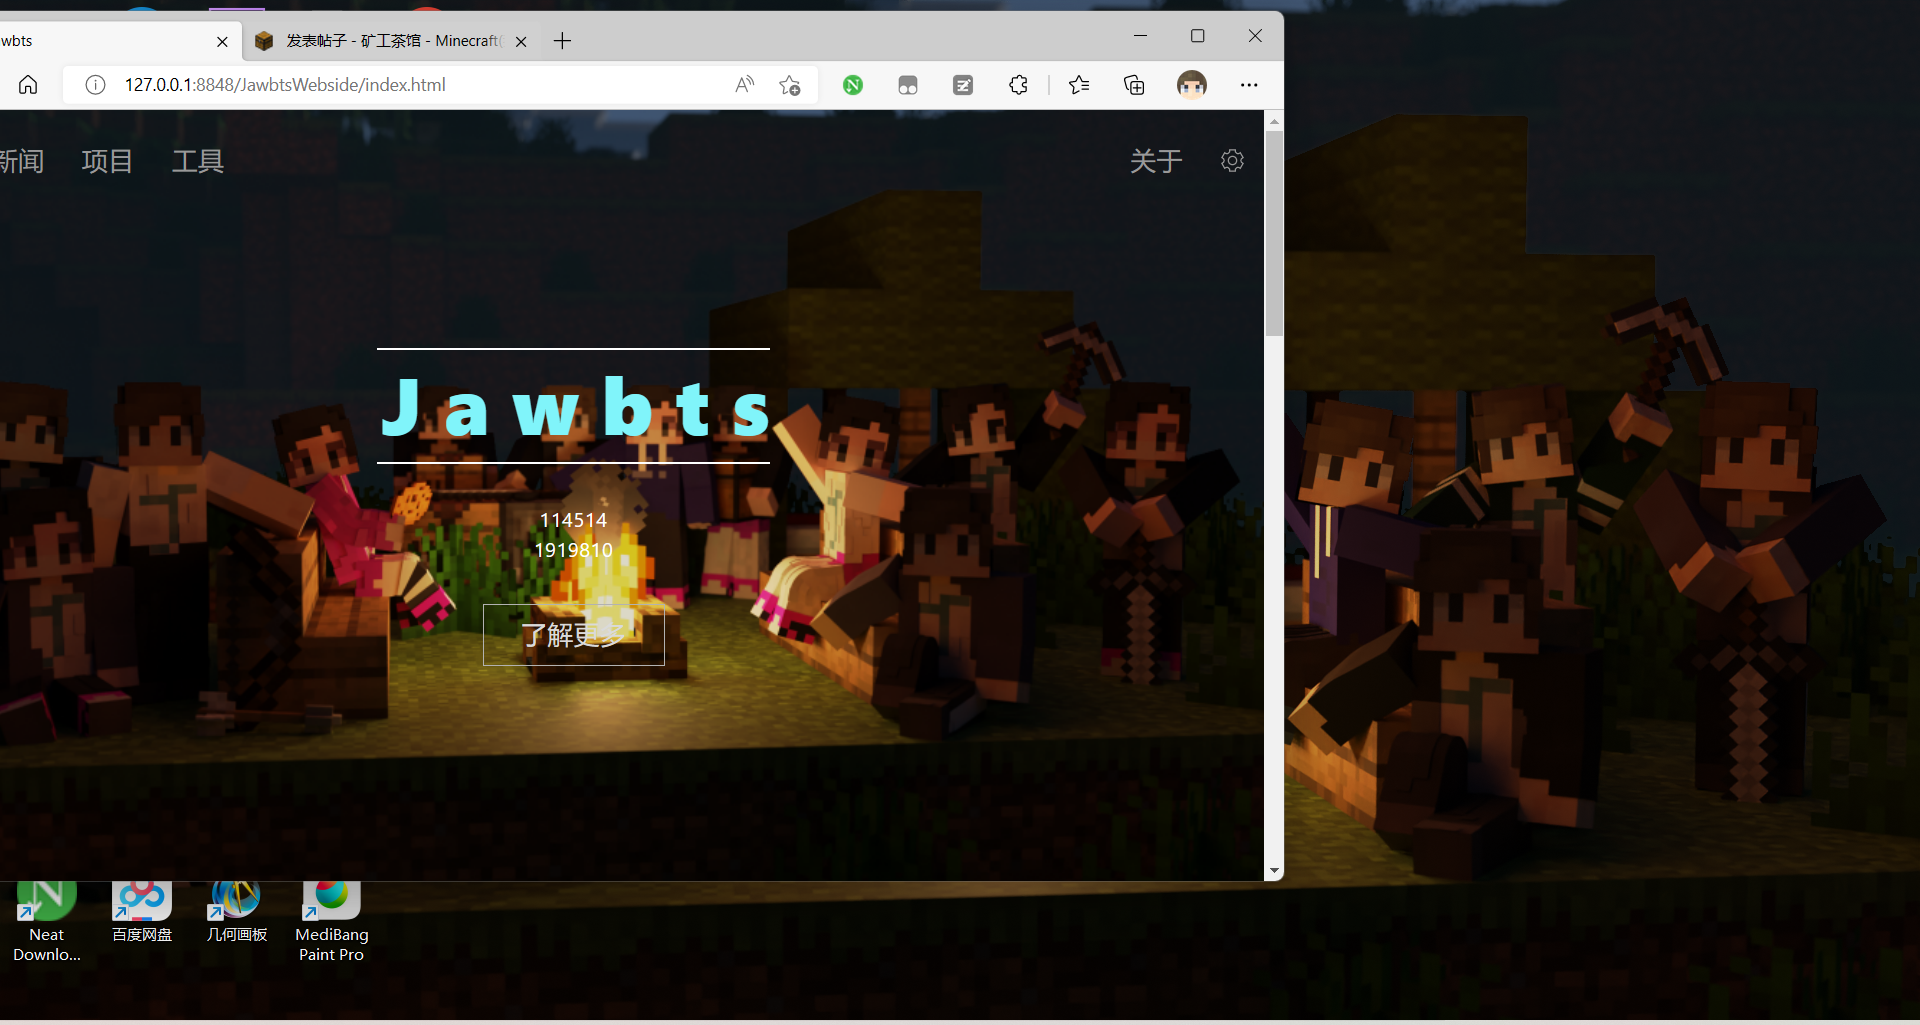 wbts
发表帖子 - 矿工茶馆 - Minecraft(
127.0.0.1:8848/JawbtsWebside/index.html
新闻 项目 工具 关于
Jawbts
114514
1919810
了解更多
Neat Downlo...
百度网盘
几何画板
MediBang Paint Pro